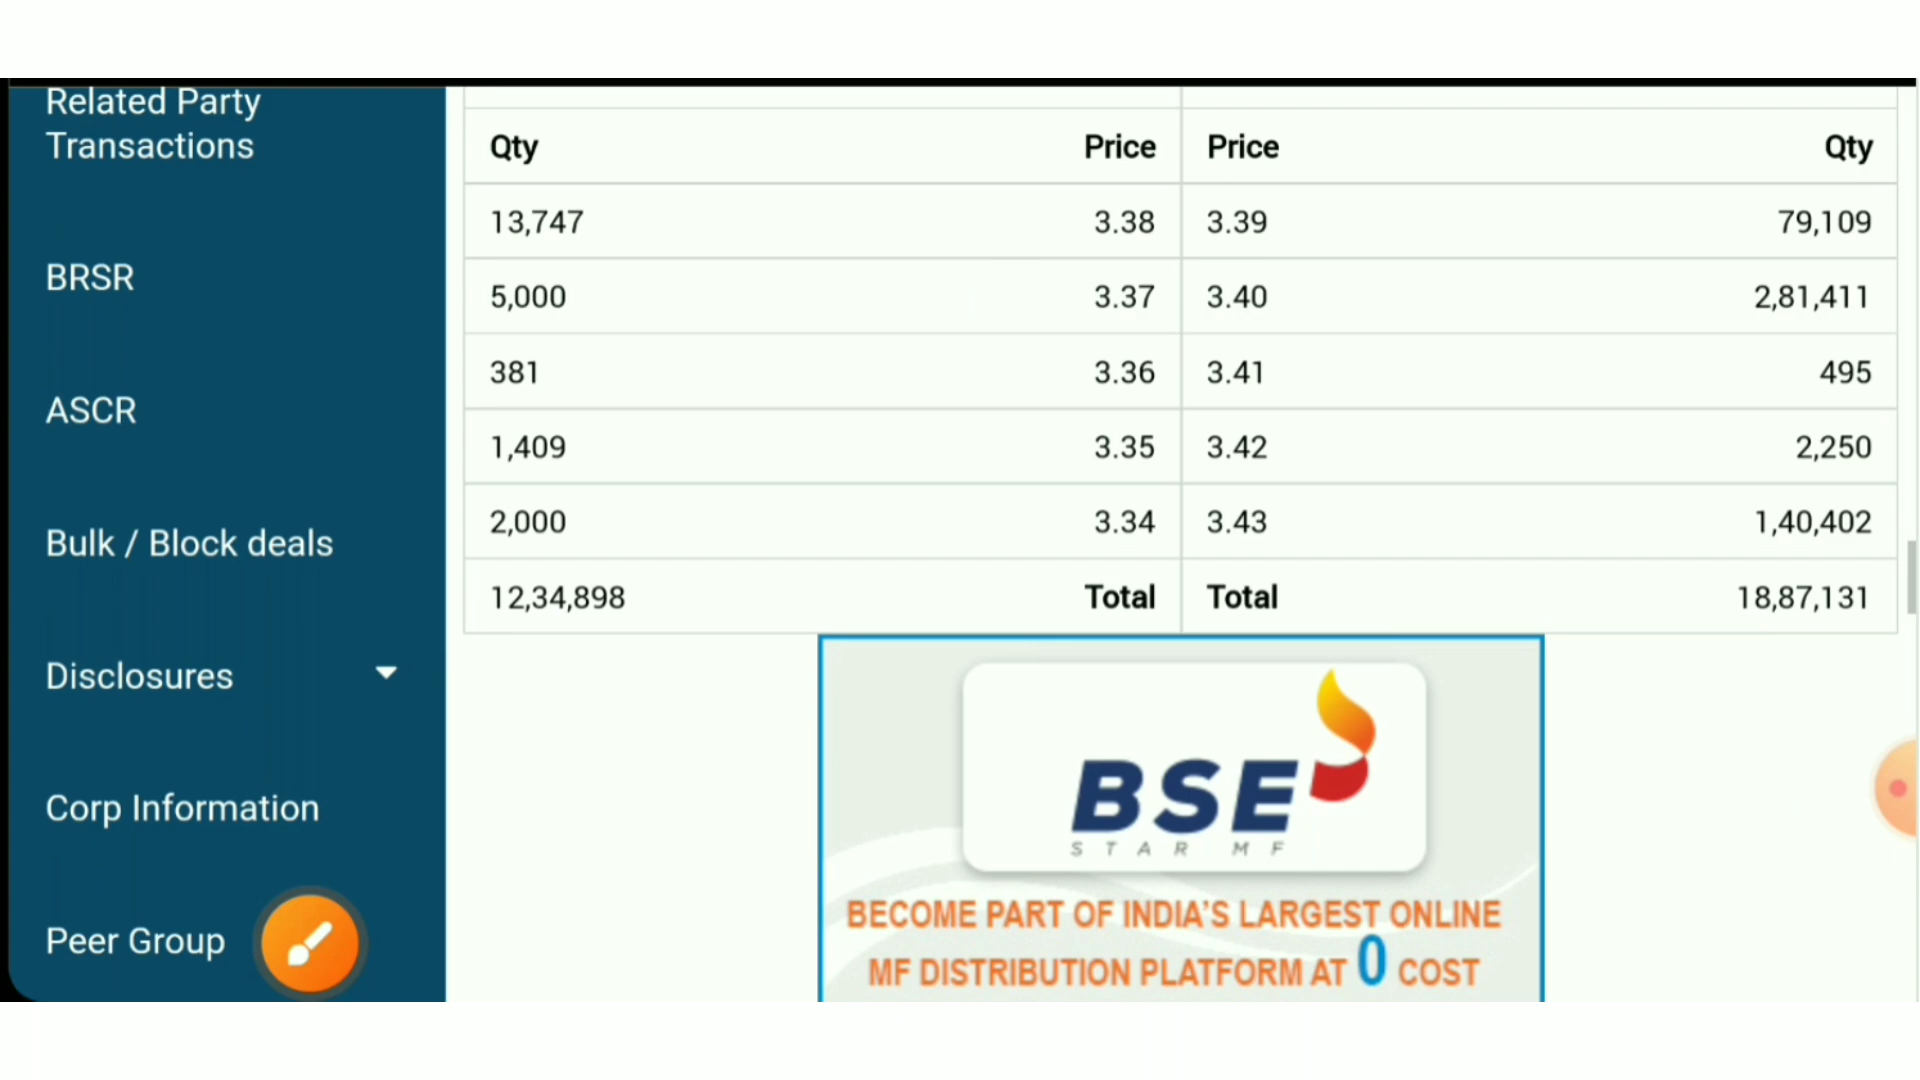 Related Party
Transactions
BRSR
ASCR
Bulk / Block deals
Disclosures
Corp Information
Peer Group
Qty Price Price Qty
13,747 3.38 3.39 79,109
5,000 3.37 3.40 2,81,411
381 3.36 3.41 495
1,409 3.35 3.42 2,250
2,000 3.34 3.43 1,40,402
12,34,898 Total Total 18,87,131
BSE
STAR MF
BECOME PART OF INDIA'S LARGEST ONLINE
MF DISTRIBUTION PLATFORM AT 0 COST